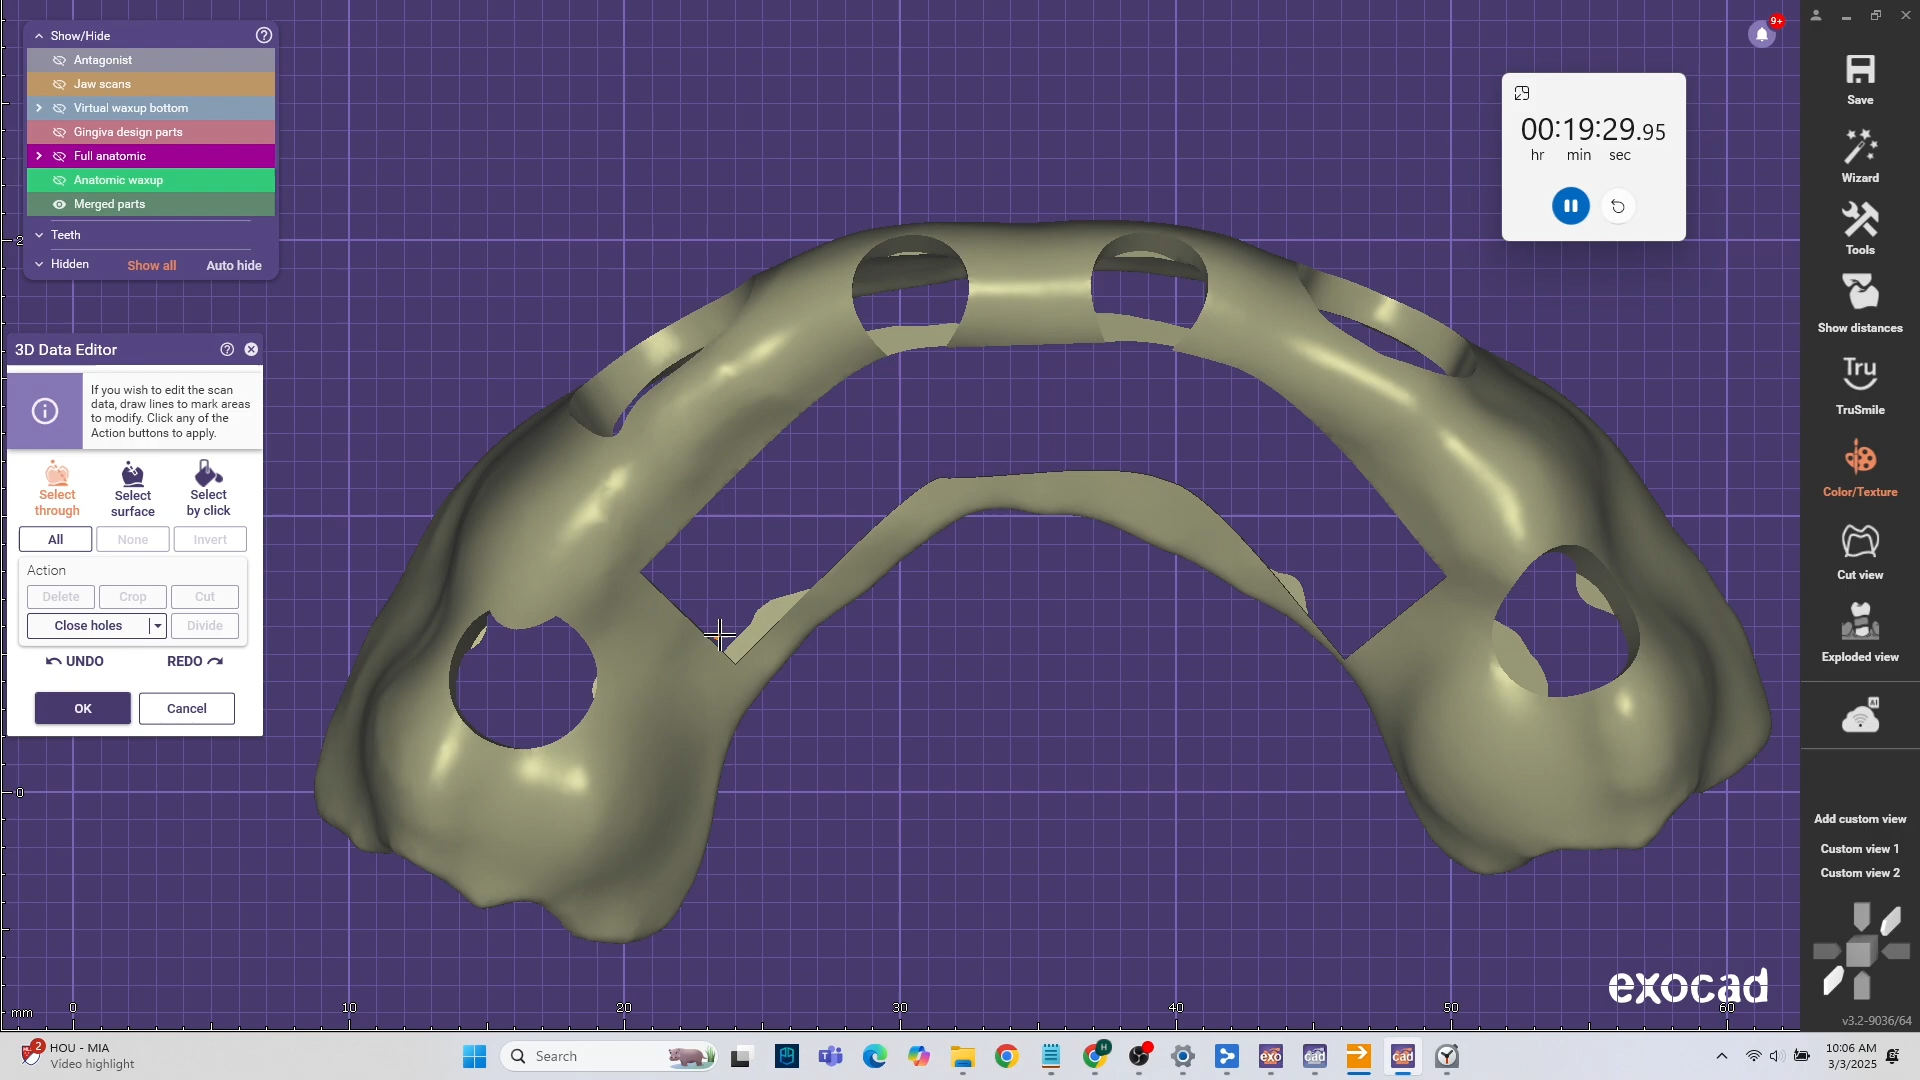 Show/Hide
Antagonist
Jaw scans
Virtual waxup bottom
Gingiva design parts
Full anatomic
Anatomic waxup
Merged parts
Teeth
Hidden Show all Auto hide
3D Data Editor
If you wish to edit the scan
data, draw lines to mark areas
to modify. Click any of the
Action buttons to apply.
Select
through
Select
surface
Select
by click
All None Invert
Action
Delete Crop Cut
Close holes Divide
UNDO REDO
OK Cancel
9+
00:19:29.95
hr min sec
Save
Wizard
Tools
Show distances
Tru
TruSmile
Color/Texture
Cut view
Exploded view
AI
Add custom view
Custom view 1
Custom view 2
exocad
v3.2-9036/64
2
0
mm
0 10 20 30 40 50 60
2
HOU - MIA
Video highlight
Search
H
exo
cad
cad
10:06 AM
3/3/2025